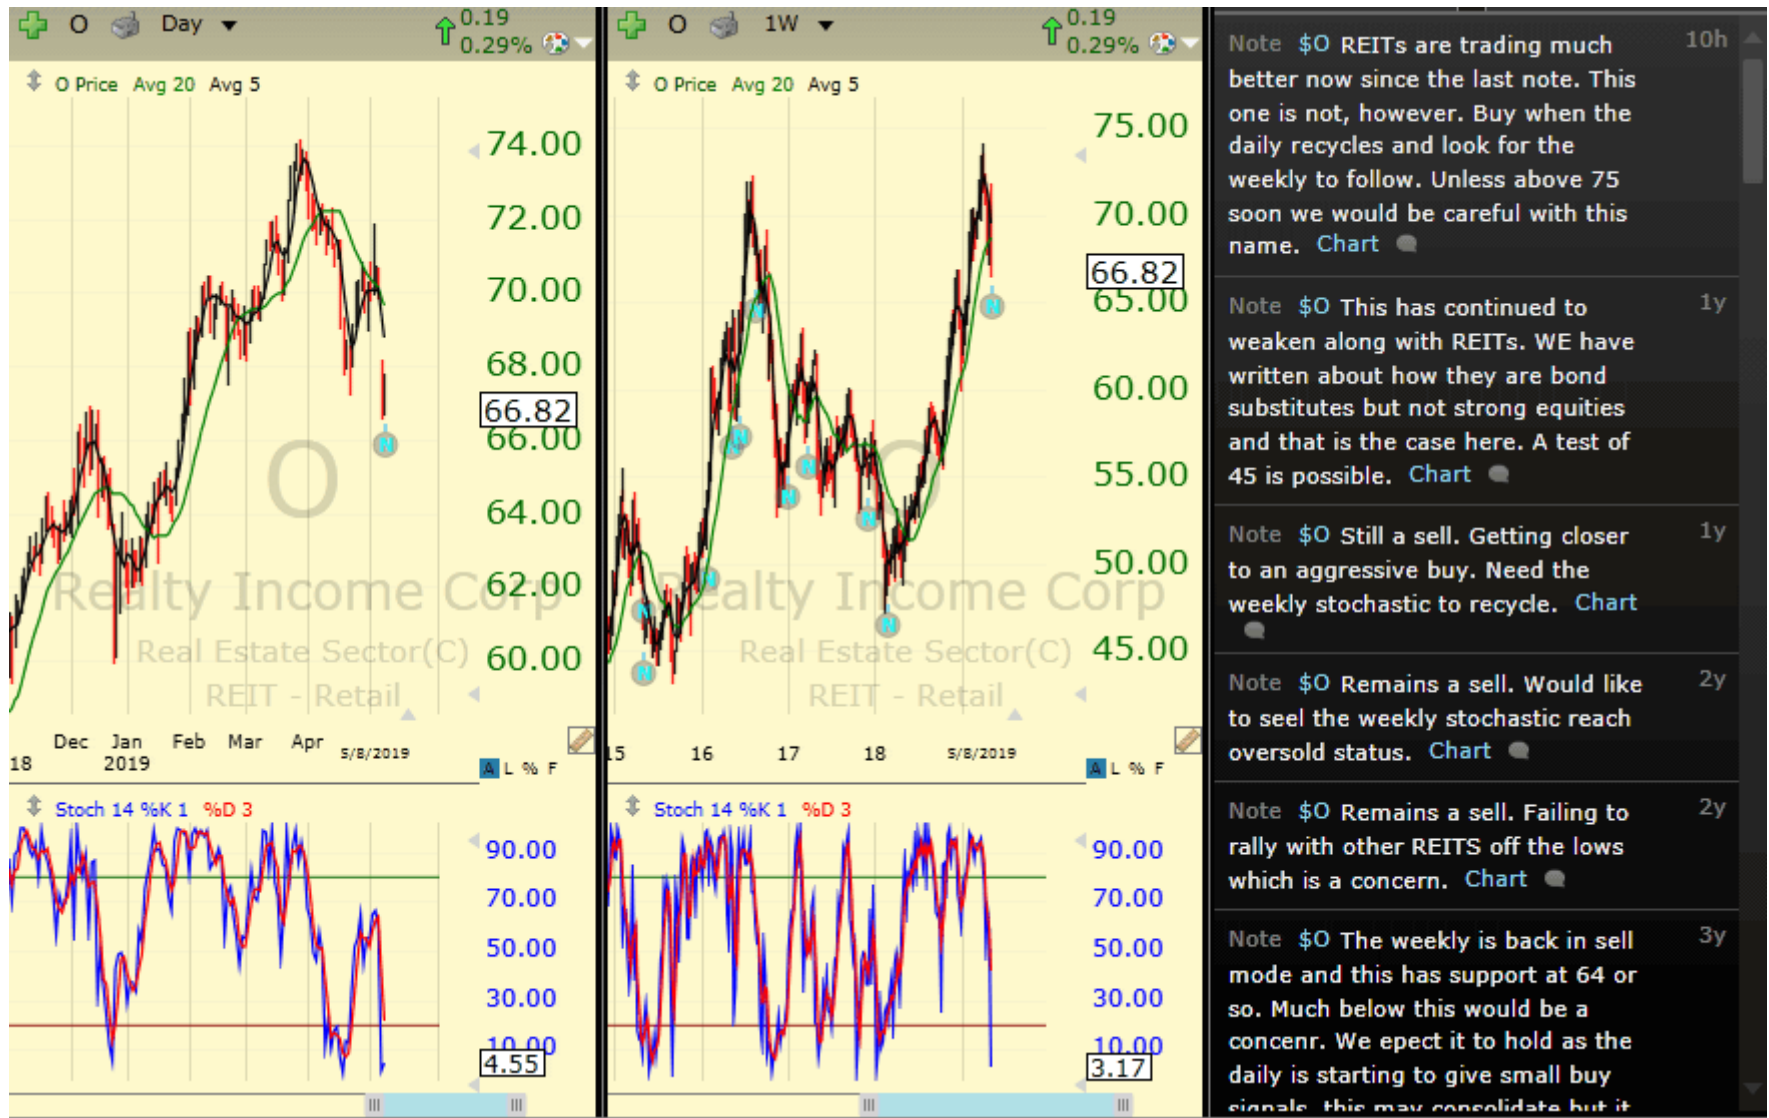 O Day 0.19
0.29%
O Price Avg 20 Avg 5
74.00
72.00
70.00
68.00
66.82
66.00
64.00
62.00
60.00
N
O
Realty Income Corp
Real Estate Sector(C)
REIT - Retail
Dec Jan Feb Mar Apr 5/8/2019
18 2019
A L % F
Stoch 14 %K 1 %D 3
90.00
70.00
50.00
30.00
10.00
4.55
O 1W 0.19
0.29%
O Price Avg 20 Avg 5
75.00
70.00
66.82
65.00
60.00
55.00
50.00
45.00
N
N
N
N
N
N
N
N
N
N
O
Realty Income Corp
Real Estate Sector(C)
REIT - Retail
15 16 17 18 5/8/2019
A L % F
Stoch 14 %K 1 %D 3
90.00
70.00
50.00
30.00
10.00
3.17
Note $O REITs are trading much 10h
better now since the last note. This
one is not, however. Buy when the
daily recycles and look for the
weekly to follow. Unless above 75
soon we would be careful with this
name. Chart
Note $O This has continued to 1y
weaken along with REITs. WE have
written about how they are bond
substitutes but not strong equities
and that is the case here. A test of
45 is possible. Chart
Note $O Still a sell. Getting closer 1y
to an aggressive buy. Need the
weekly stochastic to recycle. Chart
Note $O Remains a sell. Would like 2y
to seel the weekly stochastic reach
oversold status. Chart
Note $O Remains a sell. Failing to 2y
rally with other REITS off the lows
which is a concern. Chart
Note $O The weekly is back in sell 3y
mode and this has support at 64 or
so. Much below this would be a
concenr. We epect it to hold as the
daily is starting to give small buy
signals. this may consolidate but it